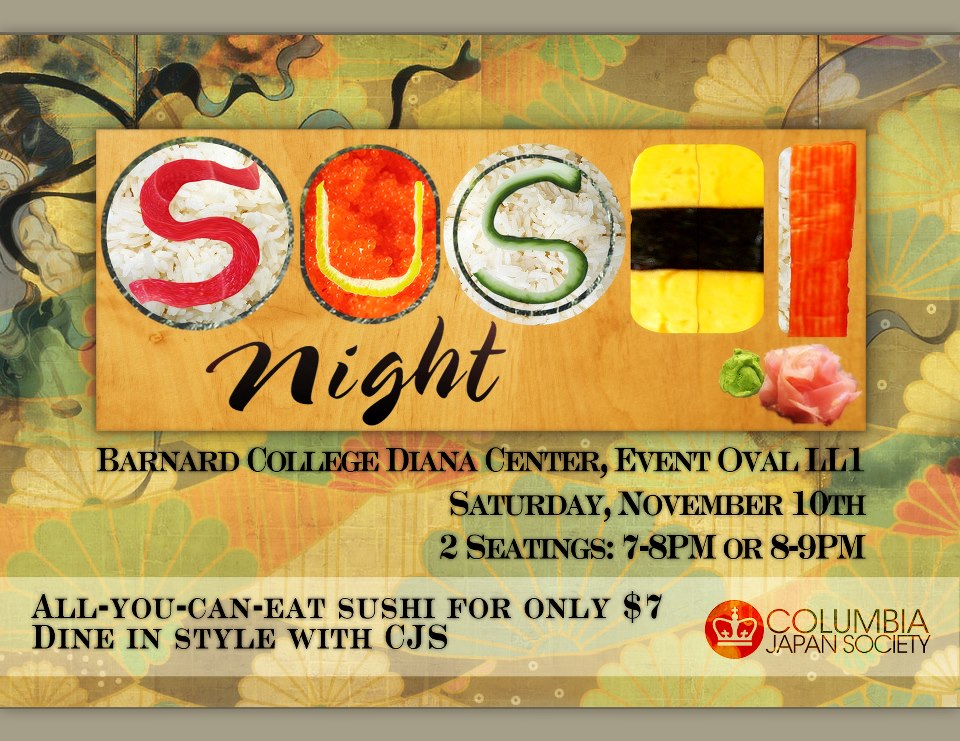 SUSHI
Night
BARNARD COLLEGE DIANA CENTER, EVENT OVAL LL1
SATURDAY, NOVEMBER 10TH
2 SEATINGS: 7-8PM OR 8-9PM
ALL-YOU-CAN-EAT SUSHI FOR ONLY $7
DINE IN STYLE WITH CJS
COLUMBIA
JAPAN SOCIETY